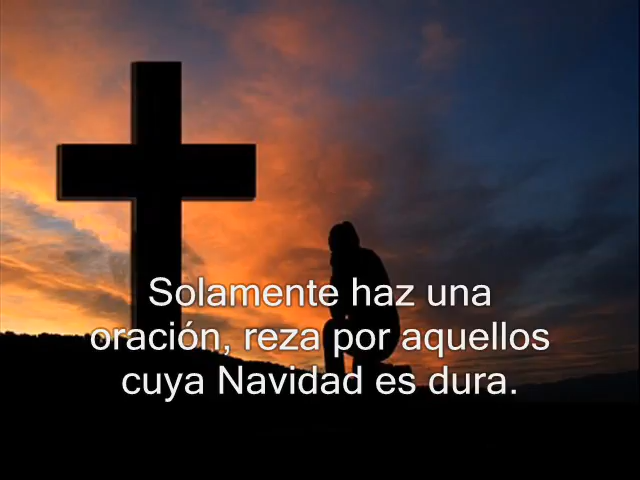 Solamente haz una
oración, reza por aquellos
cuya Navidad es dura.